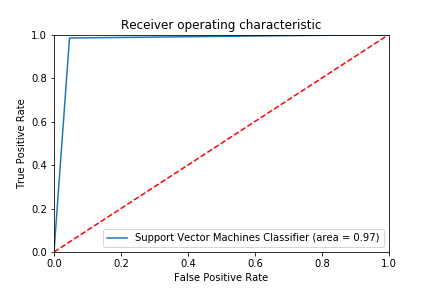 Receiver operating characteristic
1.0
0.8
0.6
0.4
0.2
0.0
True Positive Rate
Support Vector Machines Classifier (area = 0.97)
0.0 0.2 0.4 0.6 0.8 1.0
False Positive Rate